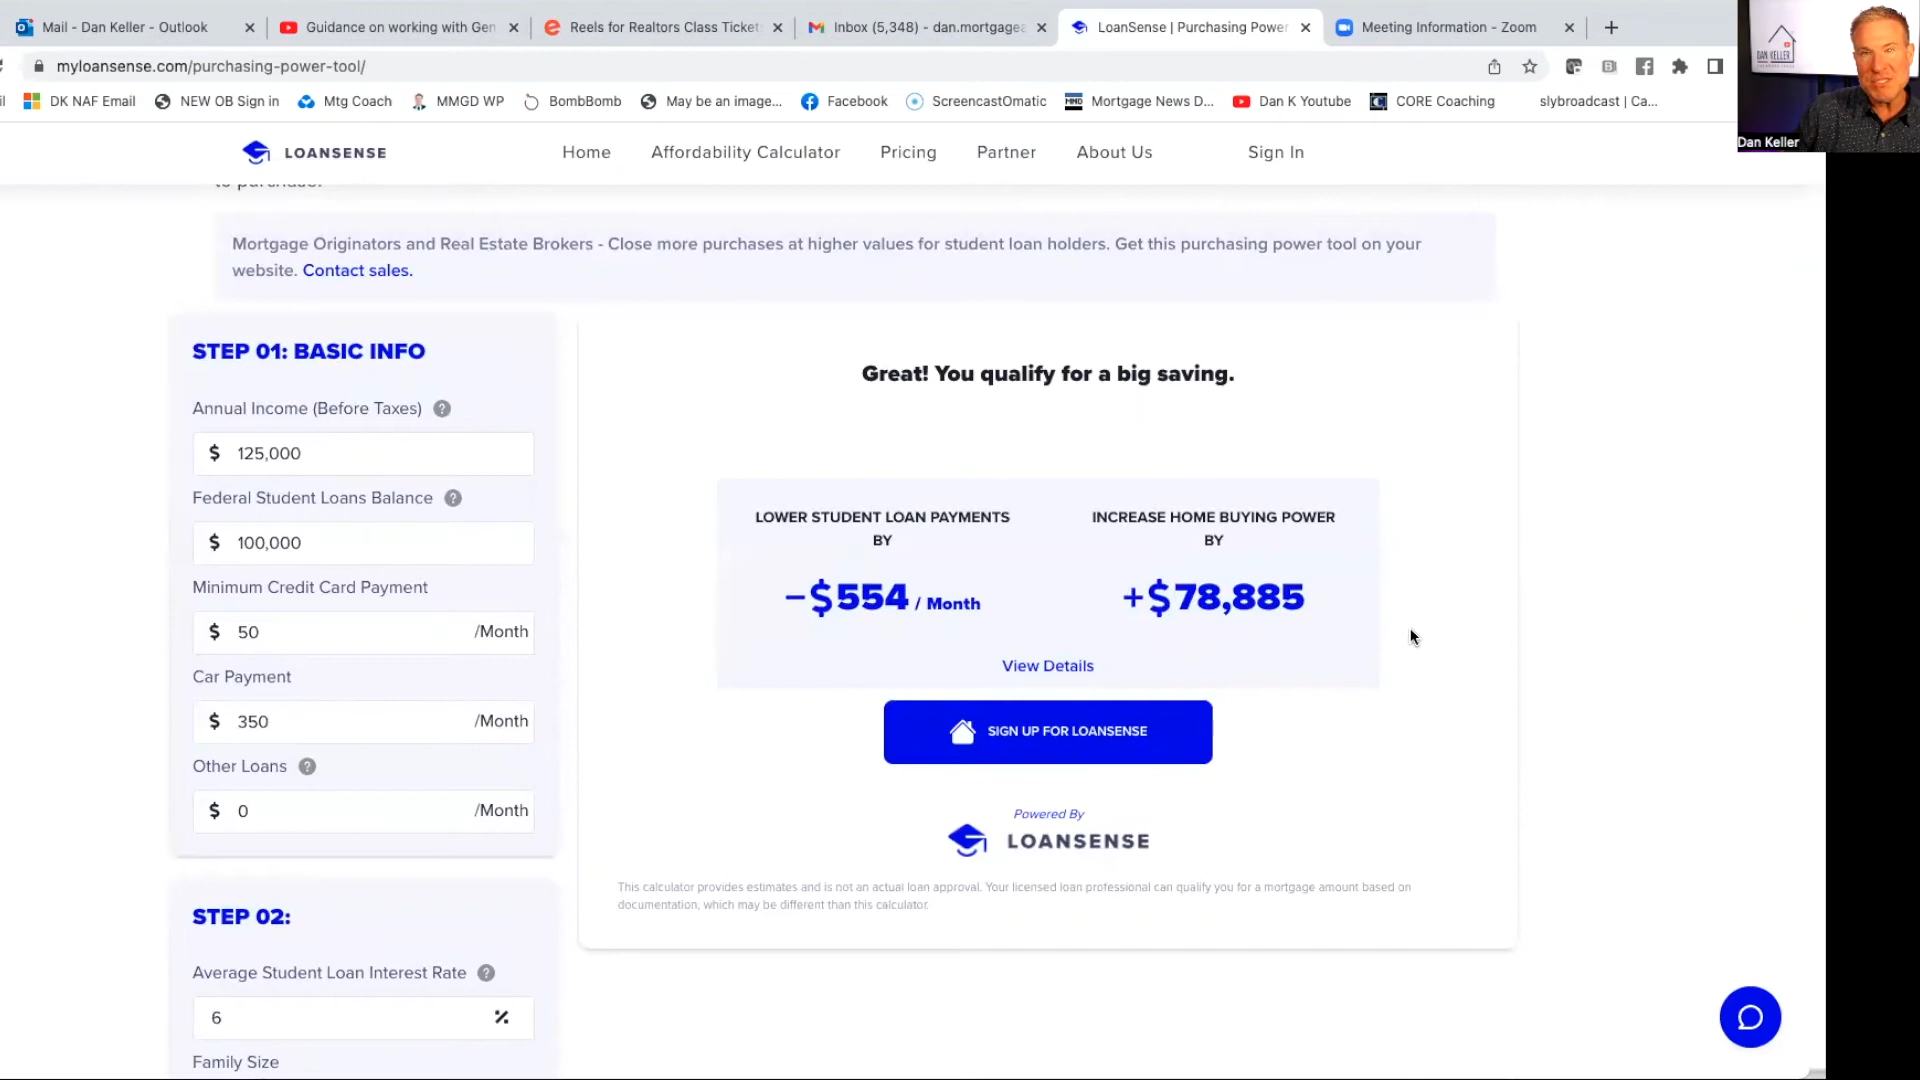 Mail - Dan Keller - Outlook
Guidance on working with Gen
Reels for Realtors Class Ticket
Inbox (5,348) - dan.mortgage
LoanSense | Purchasing Power
Meeting Information - Zoom
myloansense.com/purchasing-power-tool/
DK NAF Email
NEW OB Sign in
Mtg Coach
MMGD WP
BombBomb
May be an image...
Facebook
ScreencastOmatic
Mortgage News D...
Dan K Youtube
CORE Coaching
slybroadcast | Ca...
DAN KELLER
Dan Keller
LOANSENSE
Home
Affordability Calculator
Pricing
Partner
About Us
Sign In
to purchase.
Mortgage Originators and Real Estate Brokers - Close more purchases at higher values for student loan holders. Get this purchasing power tool on your
website. Contact sales.
STEP 01: BASIC INFO
Annual Income (Before Taxes) ?
$ 125,000
Federal Student Loans Balance ?
$ 100,000
Minimum Credit Card Payment
$ 50 /Month
Car Payment
$ 350 /Month
Other Loans ?
$ 0 /Month
STEP 02:
Average Student Loan Interest Rate ?
6 %
Family Size
Great! You qualify for a big saving.
LOWER STUDENT LOAN PAYMENTS
BY
−$554 / Month
INCREASE HOME BUYING POWER
BY
+$78,885
View Details
SIGN UP FOR LOANSENSE
Powered By
LOANSENSE
This calculator provides estimates and is not an actual loan approval. Your licensed loan professional can qualify you for a mortgage amount based on
documentation, which may be different than this calculator.